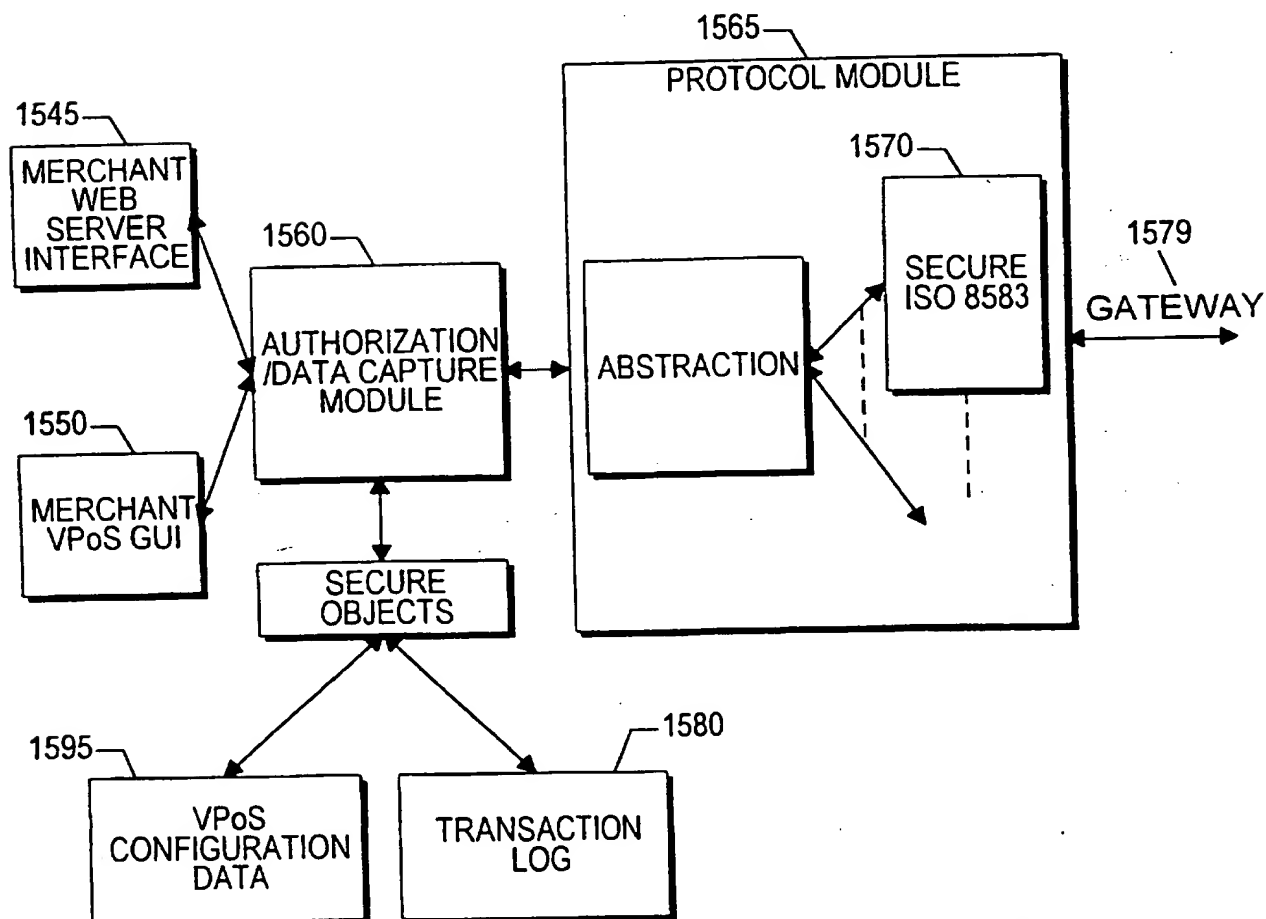 1565
PROTOCOL MODULE
1545
MERCHANT
WEB
SERVER
INTERFACE
1570
SECURE
ISO 8583
1560
AUTHORIZATION
/DATA CAPTURE
MODULE
ABSTRACTION
1579
GATEWAY
1550
MERCHANT
VPoS GUI
SECURE
OBJECTS
1595
VPoS
CONFIGURATION
DATA
1580
TRANSACTION
LOG